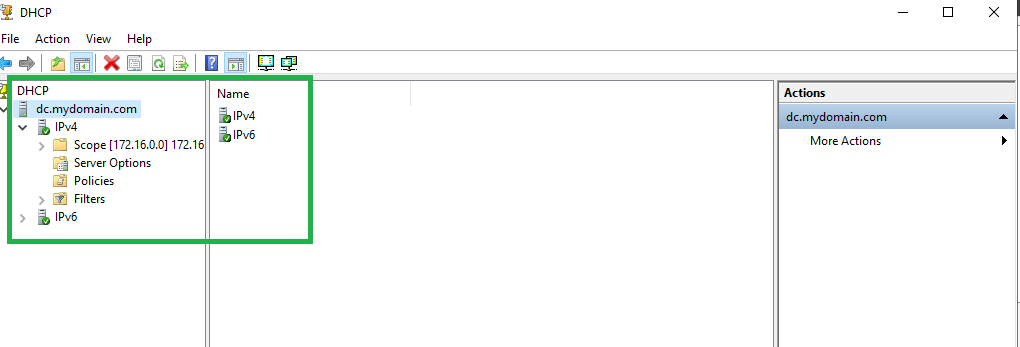 DHCP
File Action View Help
DHCP
dc.mydomain.com
IPv4
Scope [172.16.0.0] 172.16
Server Options
Policies
Filters
IPv6
Name
IPv4
IPv6
Actions
dc.mydomain.com
More Actions